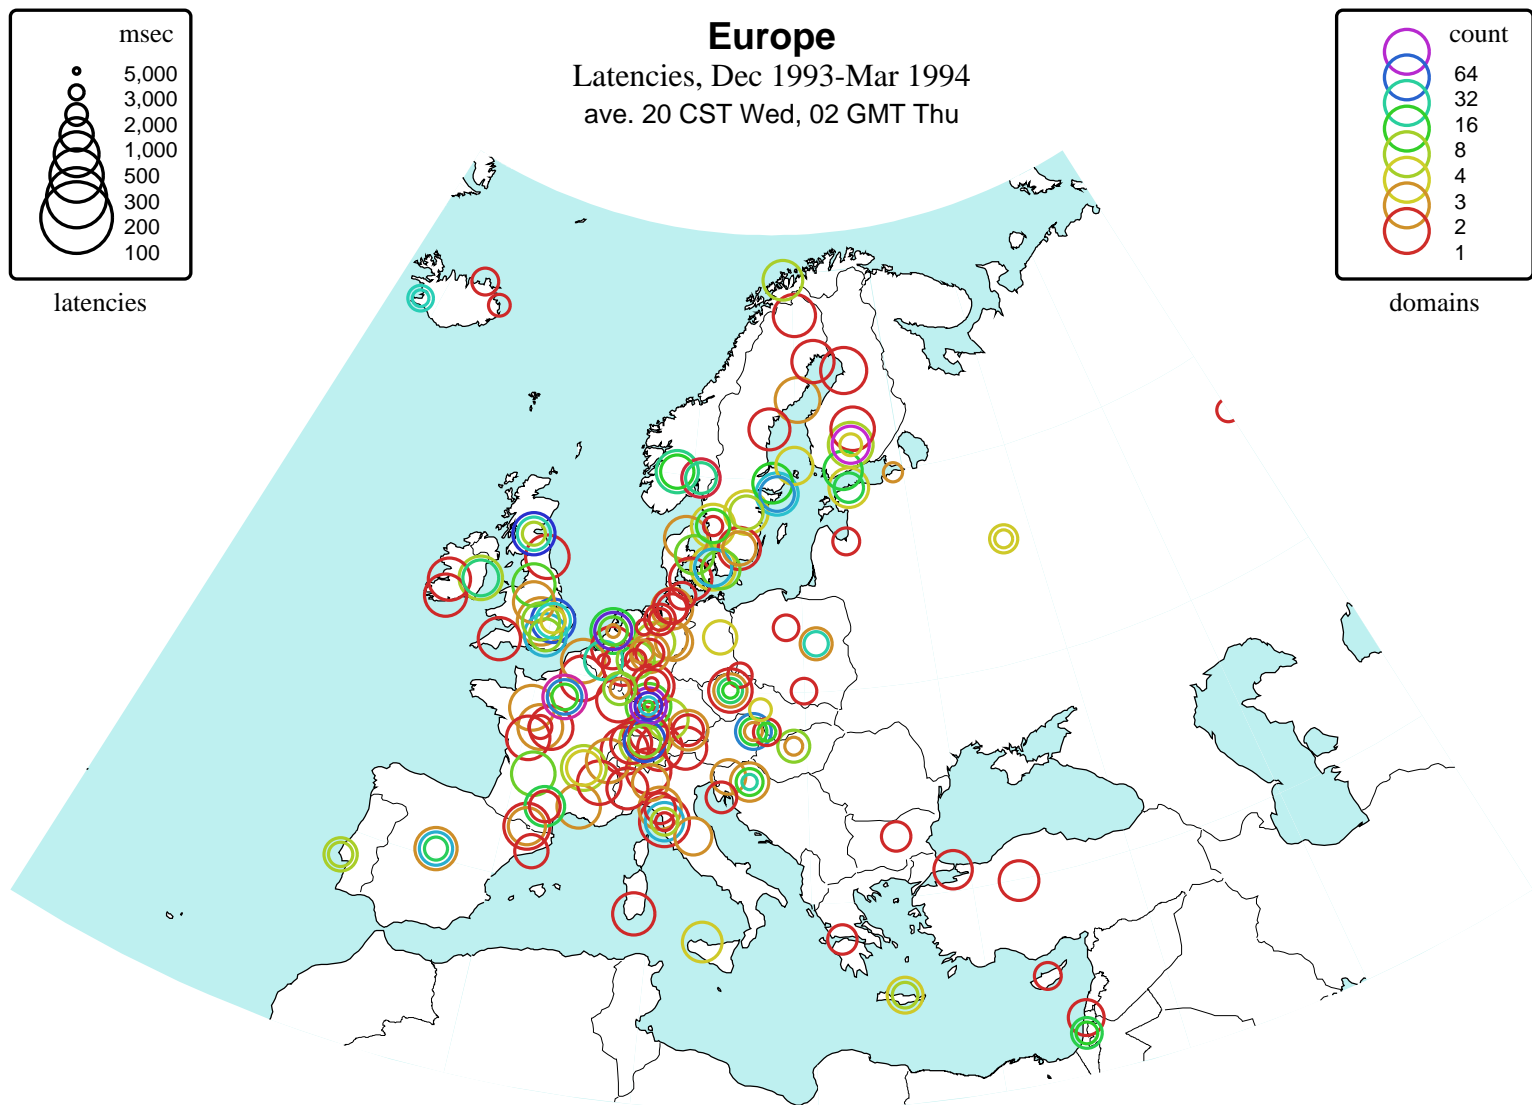 Europe
Latencies, Dec 1993-Mar 1994
ave. 20 CST Wed, 02 GMT Thu
msec
5,000
3,000
2,000
1,000
500
300
200
100
latencies
count
64
32
16
8
4
3
2
1
domains